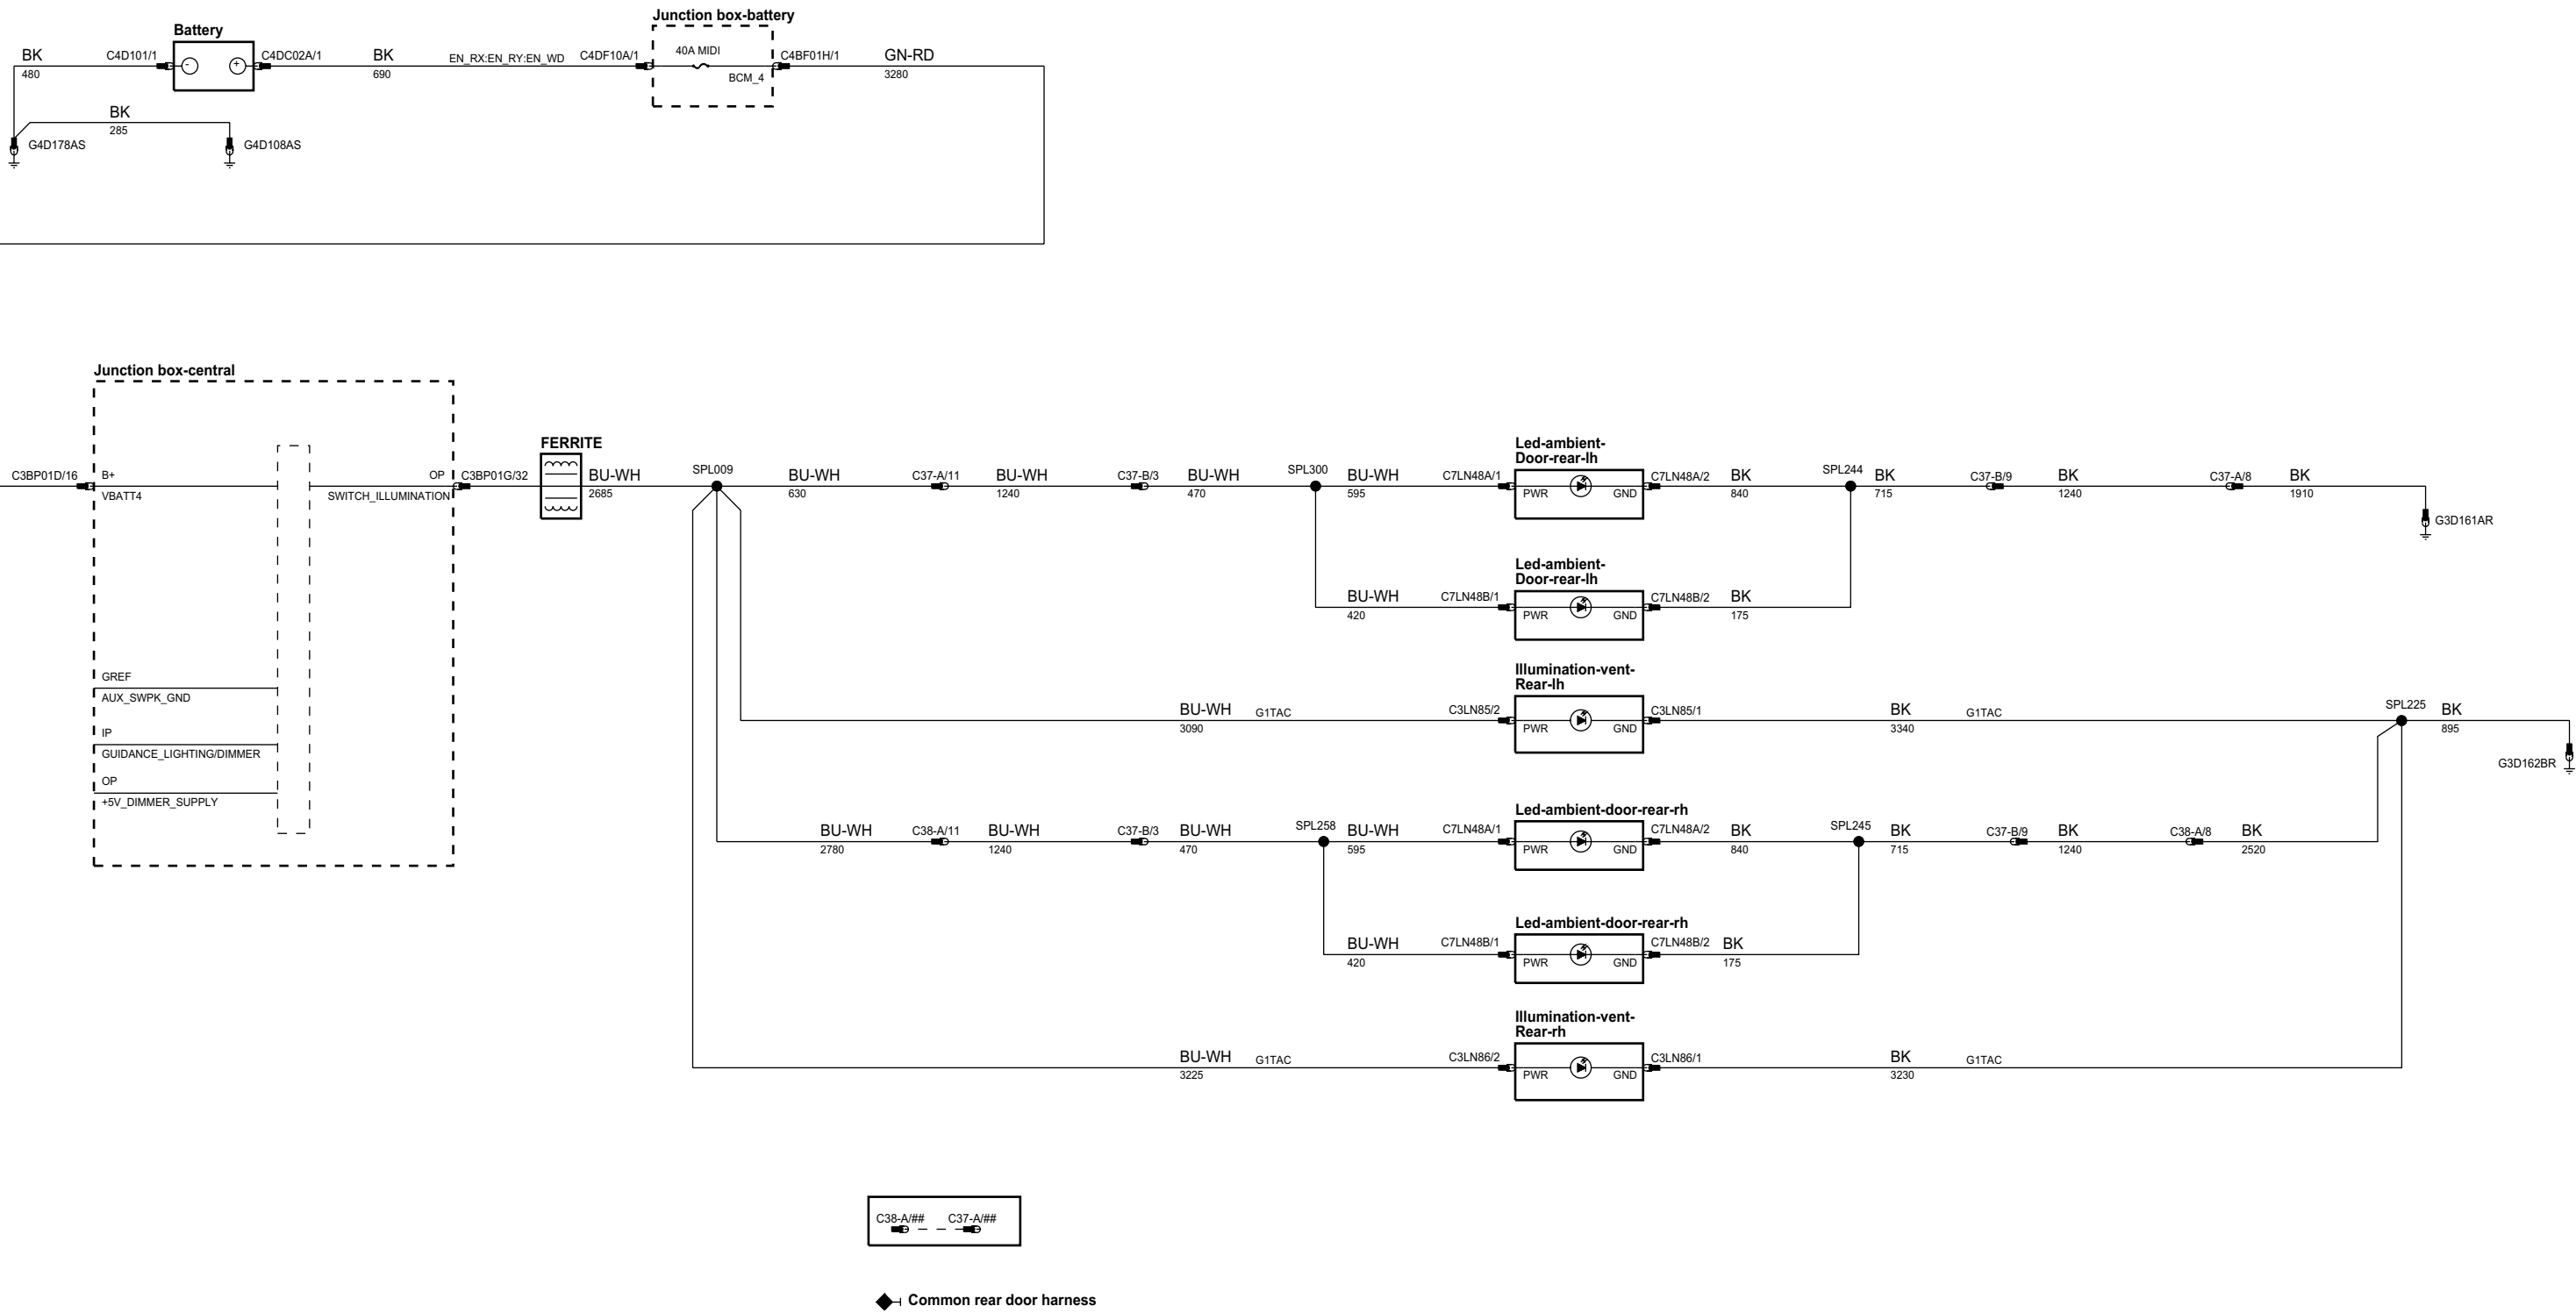 Junction box-battery
Battery
BK
480
C4D101/1
-
+
C4DC02A/1
BK
690
EN_RX:EN_RY:EN_WD
C4DF10A/1
40A MIDI
BCM_4
C4BF01H/1
GN-RD
3280
BK
285
G4D178AS
G4D108AS
Junction box-central
C3BP01D/16
B+
VBATT4
OP
SWITCH_ILLUMINATION
C3BP01G/32
GREF
AUX_SWPK_GND
IP
GUIDANCE_LIGHTING/DIMMER
OP
+5V_DIMMER_SUPPLY
FERRITE
BU-WH
2685
SPL009
BU-WH
630
C37-A/11
BU-WH
1240
C37-B/3
BU-WH
470
SPL300
BU-WH
595
C7LN48A/1
Led-ambient-
Door-rear-lh
PWR
GND
C7LN48A/2
BK
840
SPL244
BK
715
C37-B/9
BK
1240
C37-A/8
BK
1910
G3D161AR
BU-WH
420
C7LN48B/1
Led-ambient-
Door-rear-lh
PWR
GND
C7LN48B/2
BK
175
BU-WH
3090
G1TAC
C3LN85/2
Illumination-vent-
Rear-lh
PWR
GND
C3LN85/1
BK
3340
G1TAC
SPL225
BK
895
G3D162BR
BU-WH
2780
C38-A/11
BU-WH
1240
C37-B/3
BU-WH
470
SPL258
BU-WH
595
C7LN48A/1
Led-ambient-door-rear-rh
PWR
GND
C7LN48A/2
BK
840
SPL245
BK
715
C37-B/9
BK
1240
C38-A/8
BK
2520
BU-WH
420
C7LN48B/1
Led-ambient-door-rear-rh
PWR
GND
C7LN48B/2
BK
175
BU-WH
3225
G1TAC
C3LN86/2
Illumination-vent-
Rear-rh
PWR
GND
C3LN86/1
BK
3230
G1TAC
C38-A/## C37-A/##
Common rear door harness